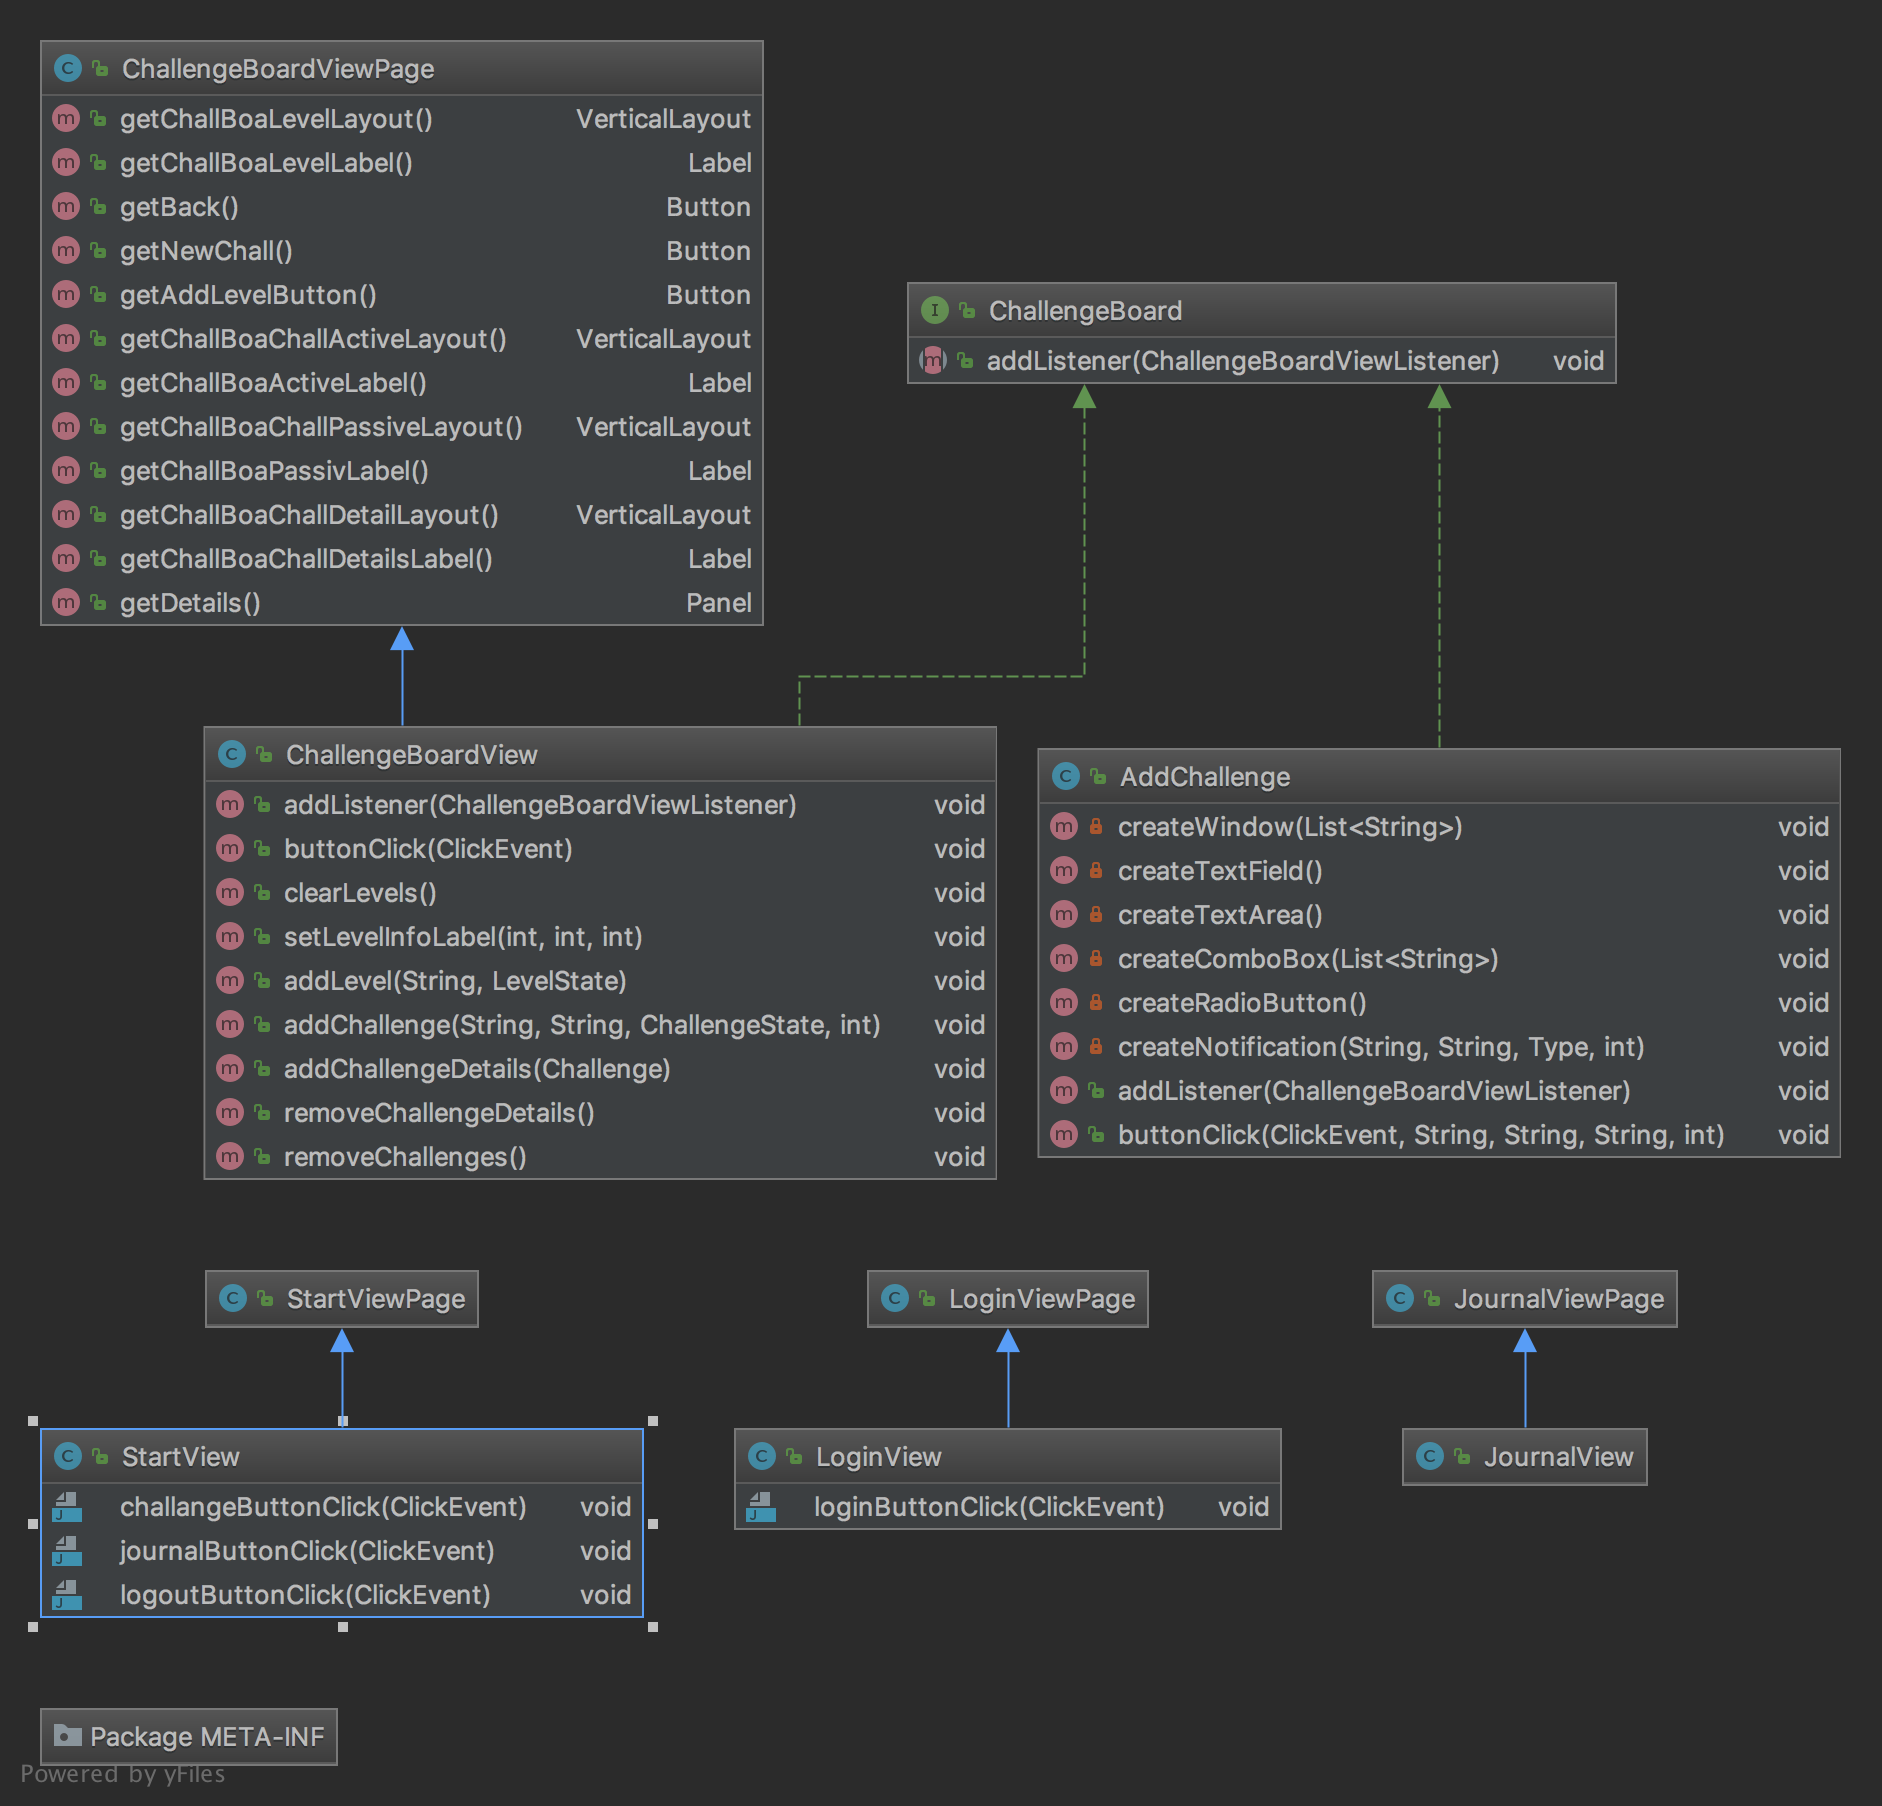 ChallengeBoardViewPage
getChallBoaLevelLayout() VerticalLayout
getChallBoaLevelLabel() Label
getBack() Button
getNewChall() Button
getAddLevelButton() Button
getChallBoaChallActiveLayout() VerticalLayout
getChallBoaActiveLabel() Label
getChallBoaChallPassiveLayout() VerticalLayout
getChallBoaPassivLabel() Label
getChallBoaChallDetailLayout() VerticalLayout
getChallBoaChallDetailsLabel() Label
getDetails() Panel
ChallengeBoard
addListener(ChallengeBoardViewListener) void
ChallengeBoardView
addListener(ChallengeBoardViewListener) void
buttonClick(ClickEvent) void
clearLevels() void
setLevelInfoLabel(int, int, int) void
addLevel(String, LevelState) void
addChallenge(String, String, ChallengeState, int) void
addChallengeDetails(Challenge) void
removeChallengeDetails() void
removeChallenges() void
AddChallenge
createWindow(List<String>) void
createTextField() void
createTextArea() void
createComboBox(List<String>) void
createRadioButton() void
createNotification(String, String, Type, int) void
addListener(ChallengeBoardViewListener) void
buttonClick(ClickEvent, String, String, String, int) void
StartViewPage
LoginViewPage
JournalViewPage
StartView
challangeButtonClick(ClickEvent) void
journalButtonClick(ClickEvent) void
logoutButtonClick(ClickEvent) void
LoginView
loginButtonClick(ClickEvent) void
JournalView
Package META-INF
Powered by yFiles